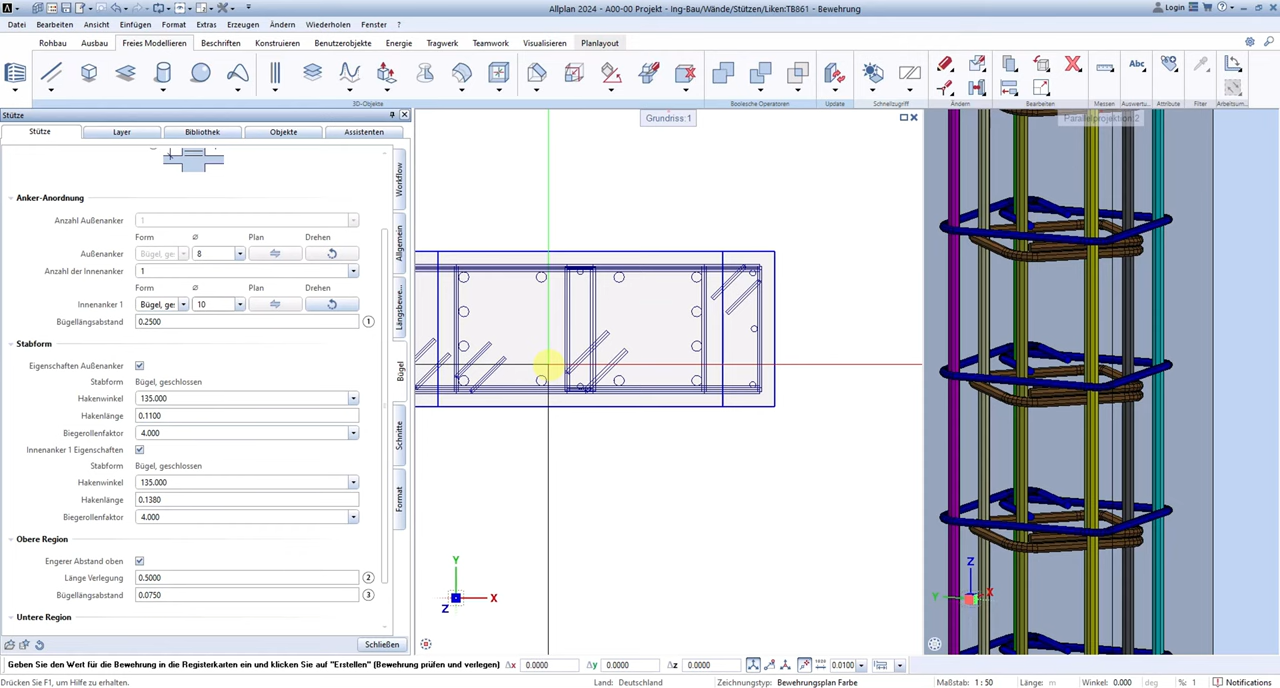 Allplan 2024 - A00-00 Projekt - Ing-Bau/Wände/Stützen/Liken:TB861 - Bewehrung
Login
Datei Bearbeiten Ansicht Einfügen Format Extras Erzeugen Ändern Wiederholen Fenster ?
Rohbau Ausbau Freies Modellieren Beschriften Konstruieren Benutzerobjekte Energie Tragwerk Teamwork Visualisieren Planlayout
Abc
3D-Objekte Boolesche Operatoren Update Schnellzugriff Ändern Bearbeiten Messen Auswertu... Attribute Filter Arbeitsum...
Stütze
Grundriss:1
Parallelprojektion:2
Stütze Layer Bibliothek Objekte Assistenten
Workflow
Allgemein
Längsbewe...
Bügel
Schnitte
Format
Anker-Anordnung
Anzahl Außenanker 1
Form ⌀ Plan Drehen
Außenanker Bügel, ge: 8
Anzahl der Innenanker 1
Form ⌀ Plan Drehen
Innenanker 1 Bügel, ge: 10
Bügellängsabstand 0.2500 1
Stabform
Eigenschaften Außenanker
Stabform Bügel, geschlossen
Hakenwinkel 135.000
Hakenlänge 0.1100
Biegerollenfaktor 4.000
Innenanker 1 Eigenschaften
Stabform Bügel, geschlossen
Hakenwinkel 135.000
Hakenlänge 0.1380
Biegerollenfaktor 4.000
Obere Region
Engerer Abstand oben
Länge Verlegung 0.5000 2
Bügellängsabstand 0.0750 3
Untere Region
Schließen
Y
X
Z
Z
Y
X
Geben Sie den Wert für die Bewehrung in die Registerkarten ein und klicken Sie auf "Erstellen" (Bewehrung prüfen und verlegen) Δx 0.0000 Δy 0.0000 Δz 0.0000 0.0100
Drücken Sie F1, um Hilfe zu erhalten. Land: Deutschland Zeichnungstyp: Bewehrungsplan Farbe Maßstab: 1 : 50 Länge: m Winkel: 0.000 deg %: 1 Notifications